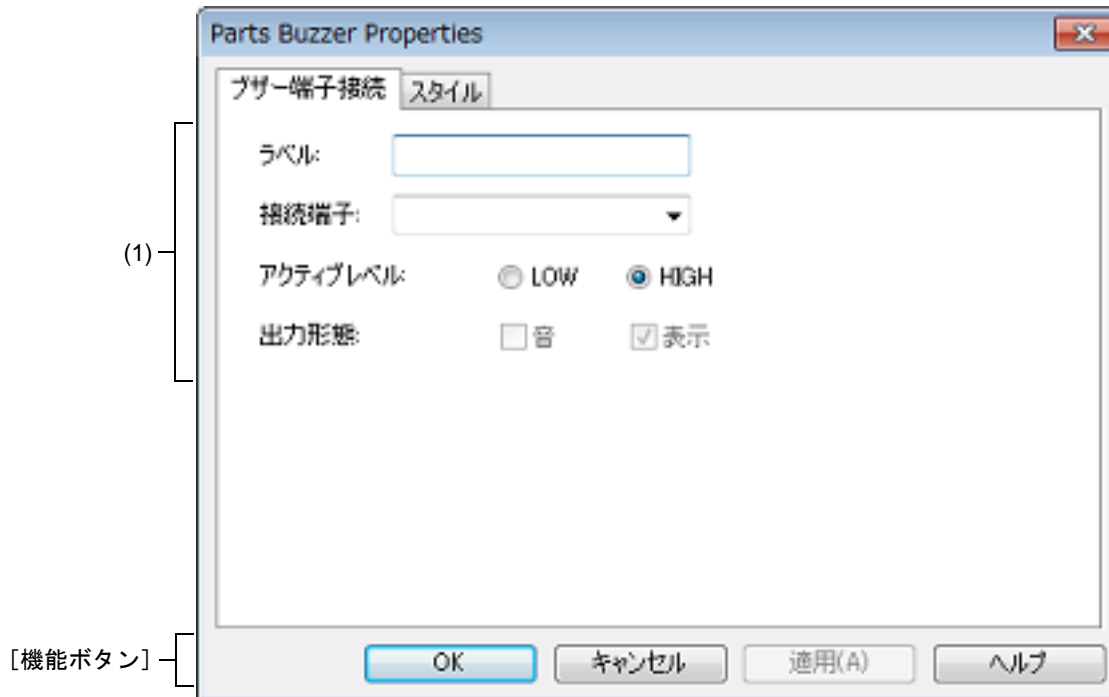 Parts Buzzer Properties
ブザー端子接続 スタイル
ラベル:
接続端子:
(1)
アクティブレベル: LOW HIGH
出力形態: 音 表示
[機能ボタン]
OK キャンセル 適用(A) ヘルプ